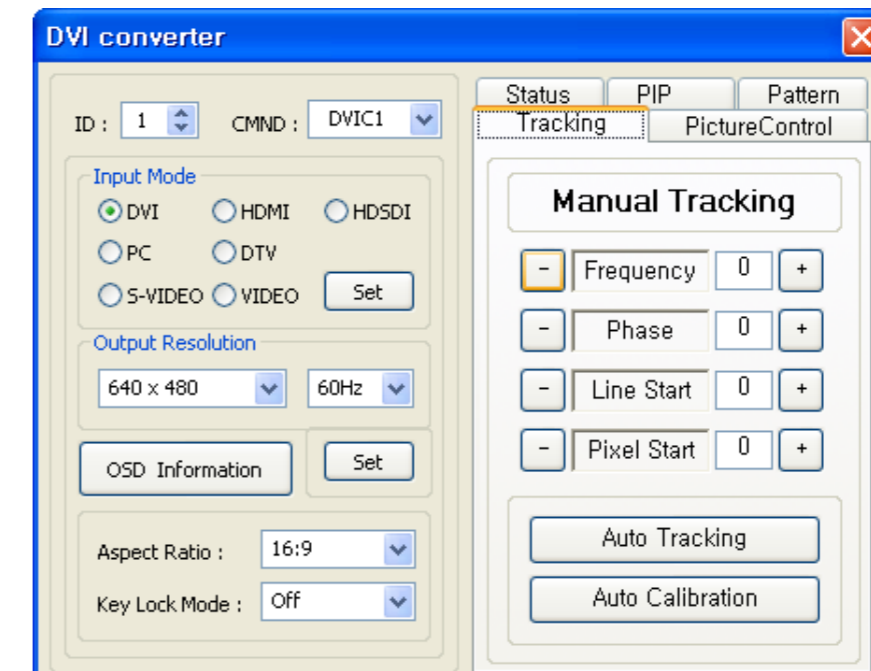 DVI converter
ID : 1 CMND : DVIC1
Input Mode
DVI HDMI HDSDI
PC DTV
S-VIDEO VIDEO Set
Output Resolution
640 x 480 60Hz
OSD Information Set
Aspect Ratio : 16:9
Key Lock Mode : Off
Status PIP Pattern
Tracking PictureControl
Manual Tracking
- Frequency 0 +
- Phase 0 +
- Line Start 0 +
- Pixel Start 0 +
Auto Tracking
Auto Calibration